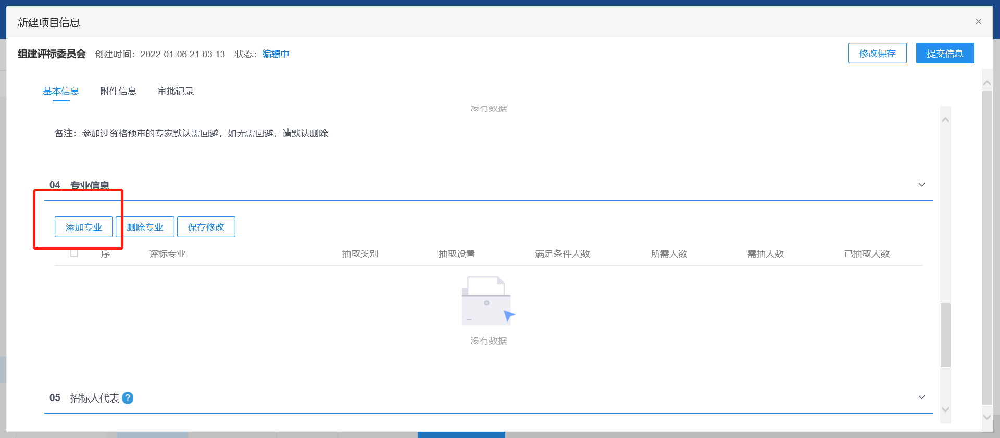 新建项目信息
组建评标委员会 创建时间：2022-01-06 21:03:13 状态：编辑中 修改保存 提交信息
基本信息 附件信息 审批记录
没有数据
备注：参加过资格预审的专家默认需回避，如无需回避，请默认删除
04 专业信息
添加专业 删除专业 保存修改
序 评标专业 抽取类别 抽取设置 满足条件人数 所需人数 需抽人数 已抽取人数
没有数据
05 招标人代表 ?